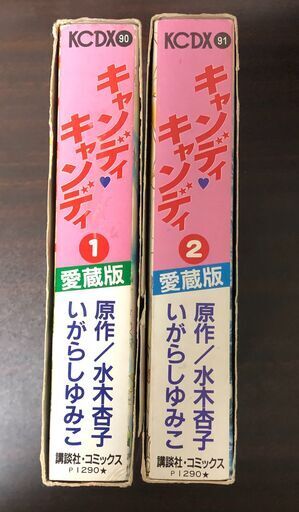 KCDX 90
キャンディ♥
キャンディ
1
愛蔵版
原作/水木杏子
いがらしゆみこ
講談社・コミックス
P1290★
KCDX 91
キャンディ♥
キャンディ
2
愛蔵版
原作/水木杏子
いがらしゆみこ
講談社・コミックス
P1290★